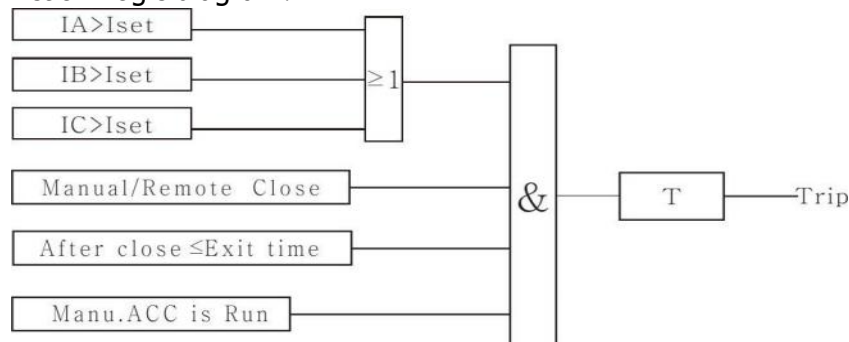 IA>Iset
IB>Iset
≥1
IC>Iset
Manual/Remote Close
&
T
Trip
After close ≤Exit time
Manu.ACC is Run